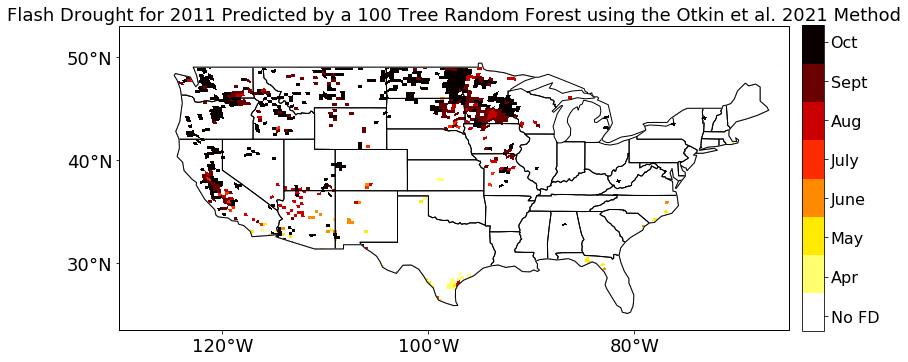 Flash Drought for 2011 Predicted by a 100 Tree Random Forest using the Otkin et al. 2021 Method
50°N
40°N
30°N
120°W
100°W
80°W
Oct
Sept
Aug
July
June
May
Apr
No FD